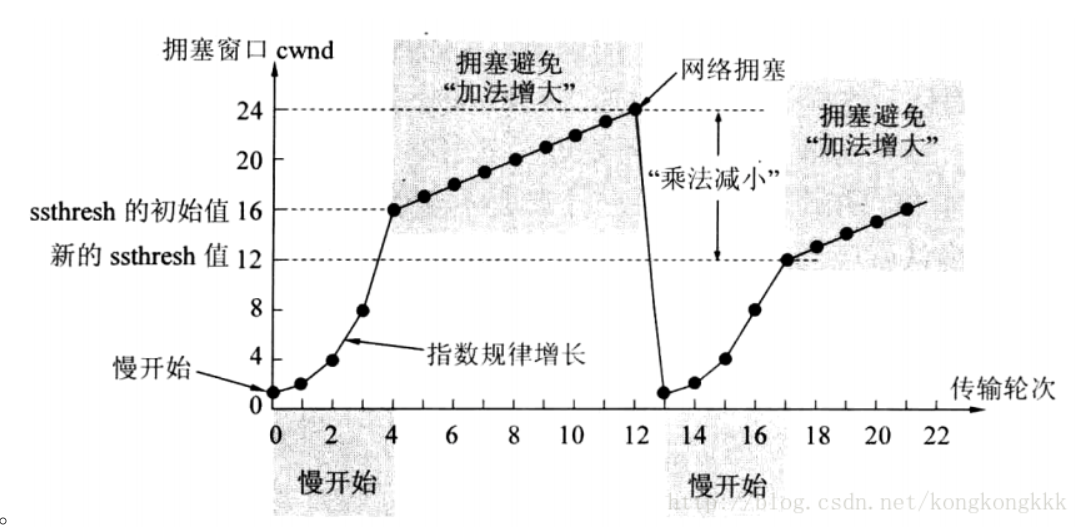 拥塞窗口 cwnd
拥塞避免
“加法增大”
网络拥塞
24
拥塞避免
“加法增大”
20
“乘法减小”
ssthresh 的初始值 16
新的 ssthresh 值 12
8
指数规律增长
4
慢开始
传输轮次
0
0 2 4 6 8 10 12 14 16 18 20 22
慢开始
慢开始
http://blog.csdn.net/kongkongkkk
。